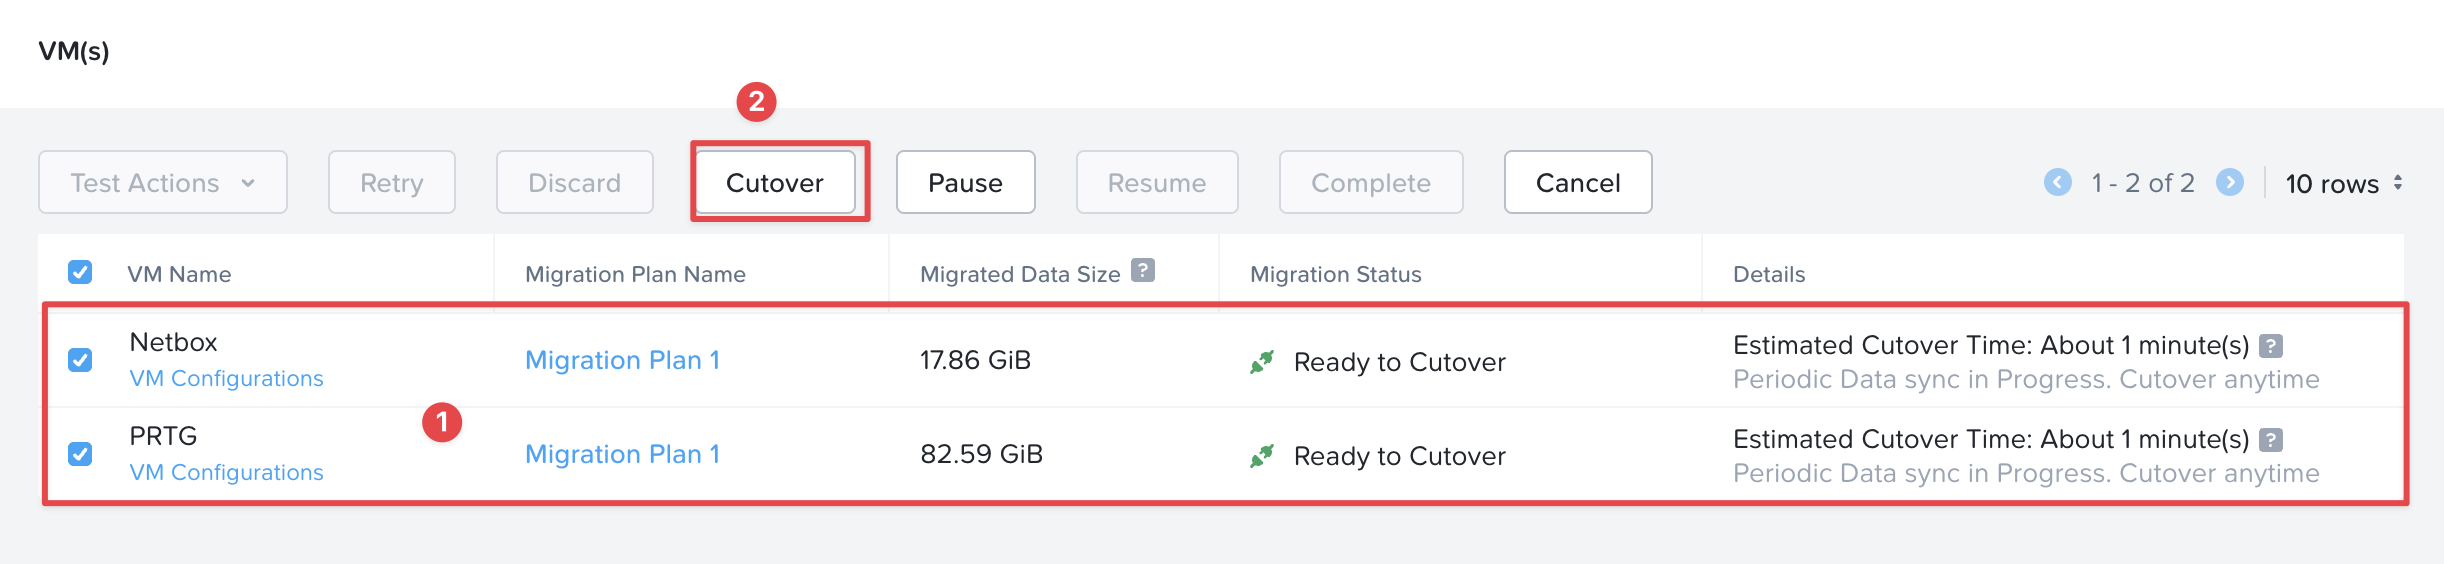 VM(s)
2
Test Actions Retry Discard Cutover Pause Resume Complete Cancel 1 - 2 of 2 10 rows
VM Name Migration Plan Name Migrated Data Size ? Migration Status Details
Netbox Migration Plan 1 17.86 GiB Ready to Cutover Estimated Cutover Time: About 1 minute(s) ?
VM Configurations Periodic Data sync in Progress. Cutover anytime
1
PRTG Migration Plan 1 82.59 GiB Ready to Cutover Estimated Cutover Time: About 1 minute(s) ?
VM Configurations Periodic Data sync in Progress. Cutover anytime